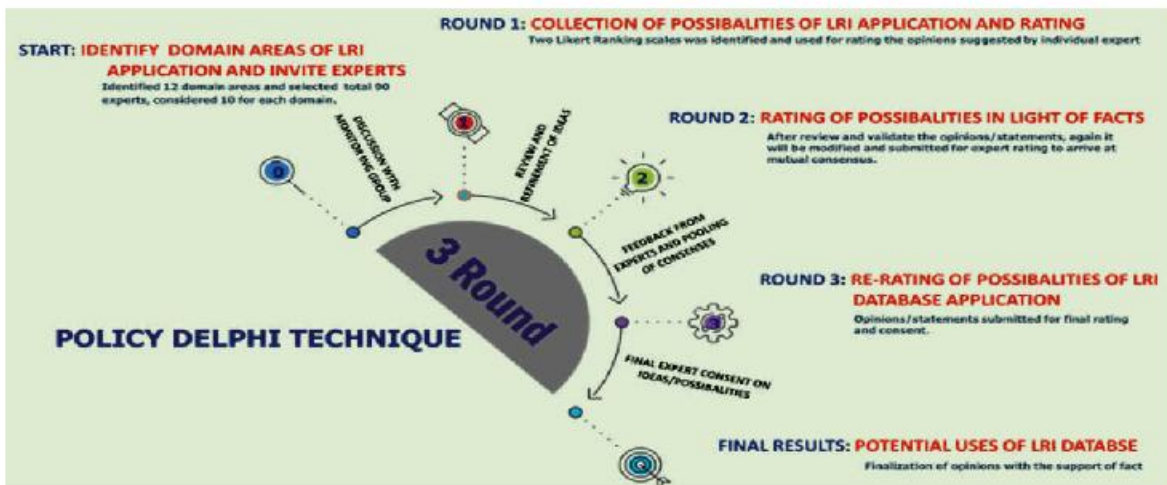 START: IDENTIFY DOMAIN AREAS OF LRI
APPLICATION AND INVITE EXPERTS
Identified 12 domain areas and selected total 90
experts, considered 10 for each domain.
ROUND 1: COLLECTION OF POSSIBALITIES OF LRI APPLICATION AND RATING
Two Likert Ranking scales was identified and used for rating the opinions suggested by individual expert
0
DISCUSSION WITH
MONITORING GROUP
1
REVIEW AND
REFINEMENT OF IDEAS
ROUND 2: RATING OF POSSIBALITIES IN LIGHT OF FACTS
After review and validate the opinions/statements, again it
will be modified and submitted for expert rating to arrive at
mutual consensus.
2
FEEDBACK FROM
EXPERTS AND POOLING
OF CONSENSES
3 Round
POLICY DELPHI TECHNIQUE
ROUND 3: RE-RATING OF POSSIBALITIES OF LRI
DATABASE APPLICATION
Opinions/statements submitted for final rating
and consent.
3
FINAL EXPERT CONSENT ON
IDEAS/POSSIBALITIES
FINAL RESULTS: POTENTIAL USES OF LRI DATABSE
Finalization of opinions with the support of fact